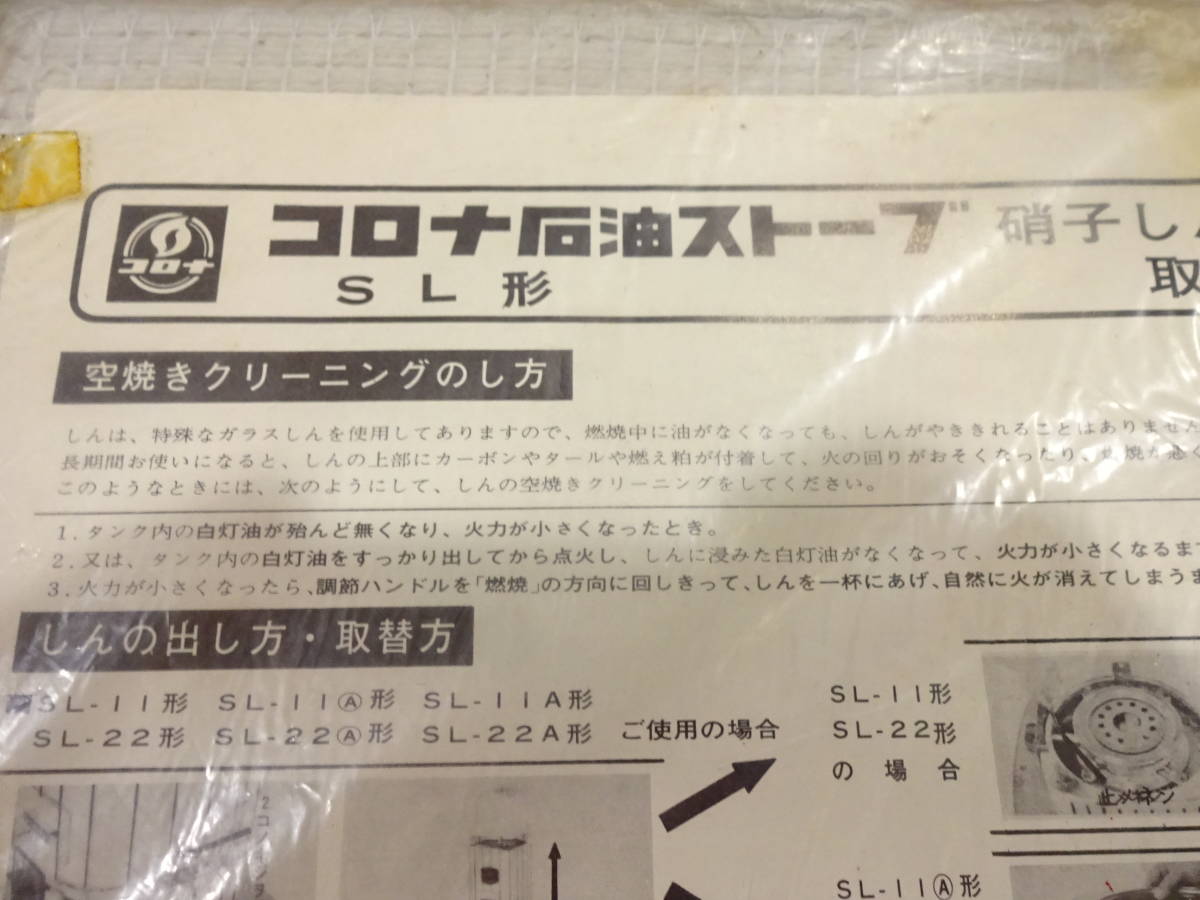 コロナ
コロナ石油ストーブ 硝子し
SL形
取
空焼きクリーニングのし方
しんは、特殊なガラスしんを使用してありますので、燃焼中に油がなくなっても、しんがやききれることはありません
長期間お使いになると、しんの上部にカーボンやタールや燃え粕が付着して、火の回りがおそくなったり、燃焼が悪く
このようなときには、次のようにして、しんの空焼きクリーニングをしてください。
1. タンク内の白灯油が殆んど無くなり、火力が小さくなったとき。
2. 又は、タンク内の白灯油をすっかり出してから点火し、しんに浸みた白灯油がなくなって、火力が小さくなるま
3. 火力が小さくなったら、調節ハンドルを「燃焼」の方向に回しきって、しんを一杯にあげ、自然に火が消えてしまうま
しんの出し方・取替方
SL-11形 SL-11Ⓐ形 SL-11A形
SL-22形 SL-22Ⓐ形 SL-22A形 ご使用の場合
SL-11形
SL-22形
の場合
止メネン
SL-11Ⓐ形